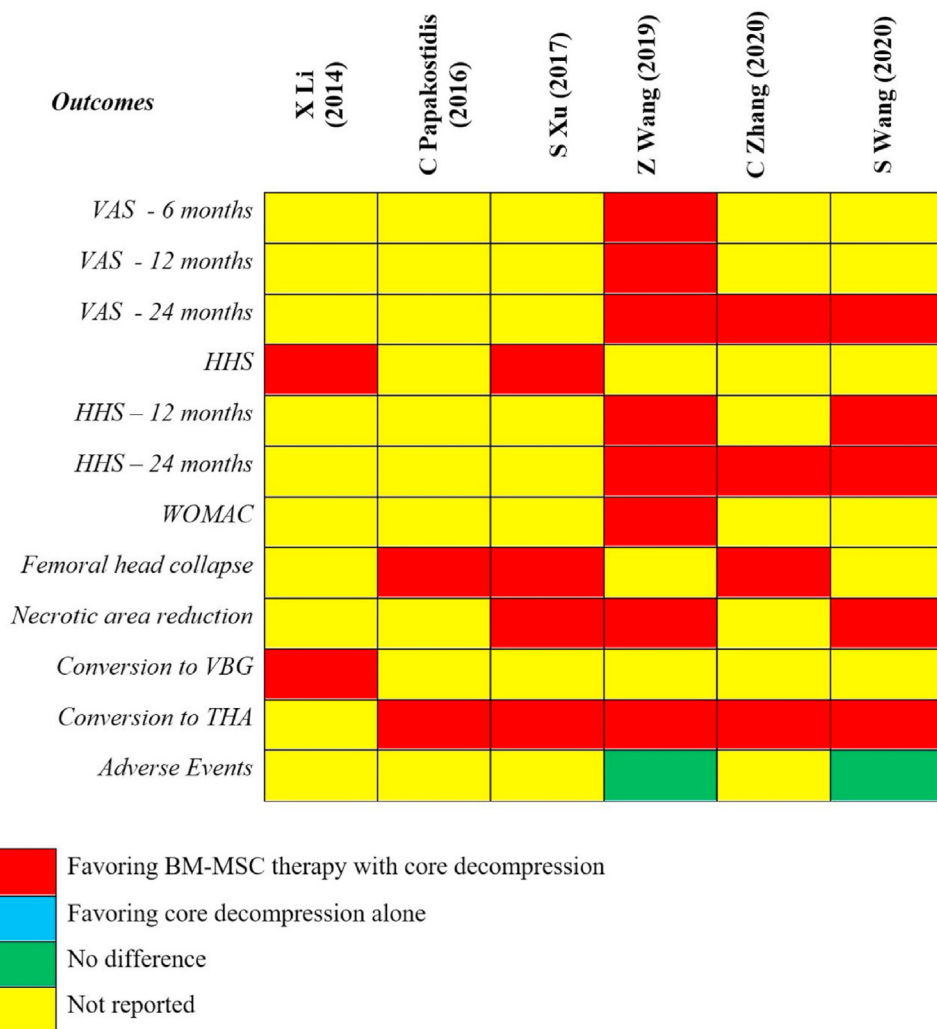 Outcomes
X Li
(2014)
C Papakostidis
(2016)
S Xu (2017)
Z Wang (2019)
C Zhang (2020)
S Wang (2020)
VAS - 6 months
VAS - 12 months
VAS - 24 months
HHS
HHS – 12 months
HHS – 24 months
WOMAC
Femoral head collapse
Necrotic area reduction
Conversion to VBG
Conversion to THA
Adverse Events
Favoring BM-MSC therapy with core decompression
Favoring core decompression alone
No difference
Not reported